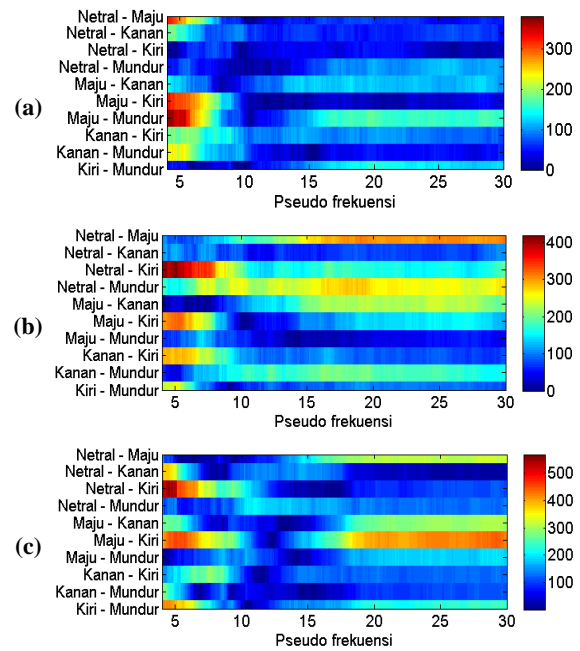 (a)
Netral - Maju
Netral - Kanan
Netral - Kiri
Netral - Mundur
Maju - Kanan
Maju - Kiri
Maju - Mundur
Kanan - Kiri
Kanan - Mundur
Kiri - Mundur
5 10 15 20 25 30
Pseudo frekuensi
300
200
100
0
(b)
Netral - Maju
Netral - Kanan
Netral - Kiri
Netral - Mundur
Maju - Kanan
Maju - Kiri
Maju - Mundur
Kanan - Kiri
Kanan - Mundur
Kiri - Mundur
5 10 15 20 25 30
Pseudo frekuensi
400
300
200
100
0
(c)
Netral - Maju
Netral - Kanan
Netral - Kiri
Netral - Mundur
Maju - Kanan
Maju - Kiri
Maju - Mundur
Kanan - Kiri
Kanan - Mundur
Kiri - Mundur
5 10 15 20 25 30
Pseudo frekuensi
500
400
300
200
100